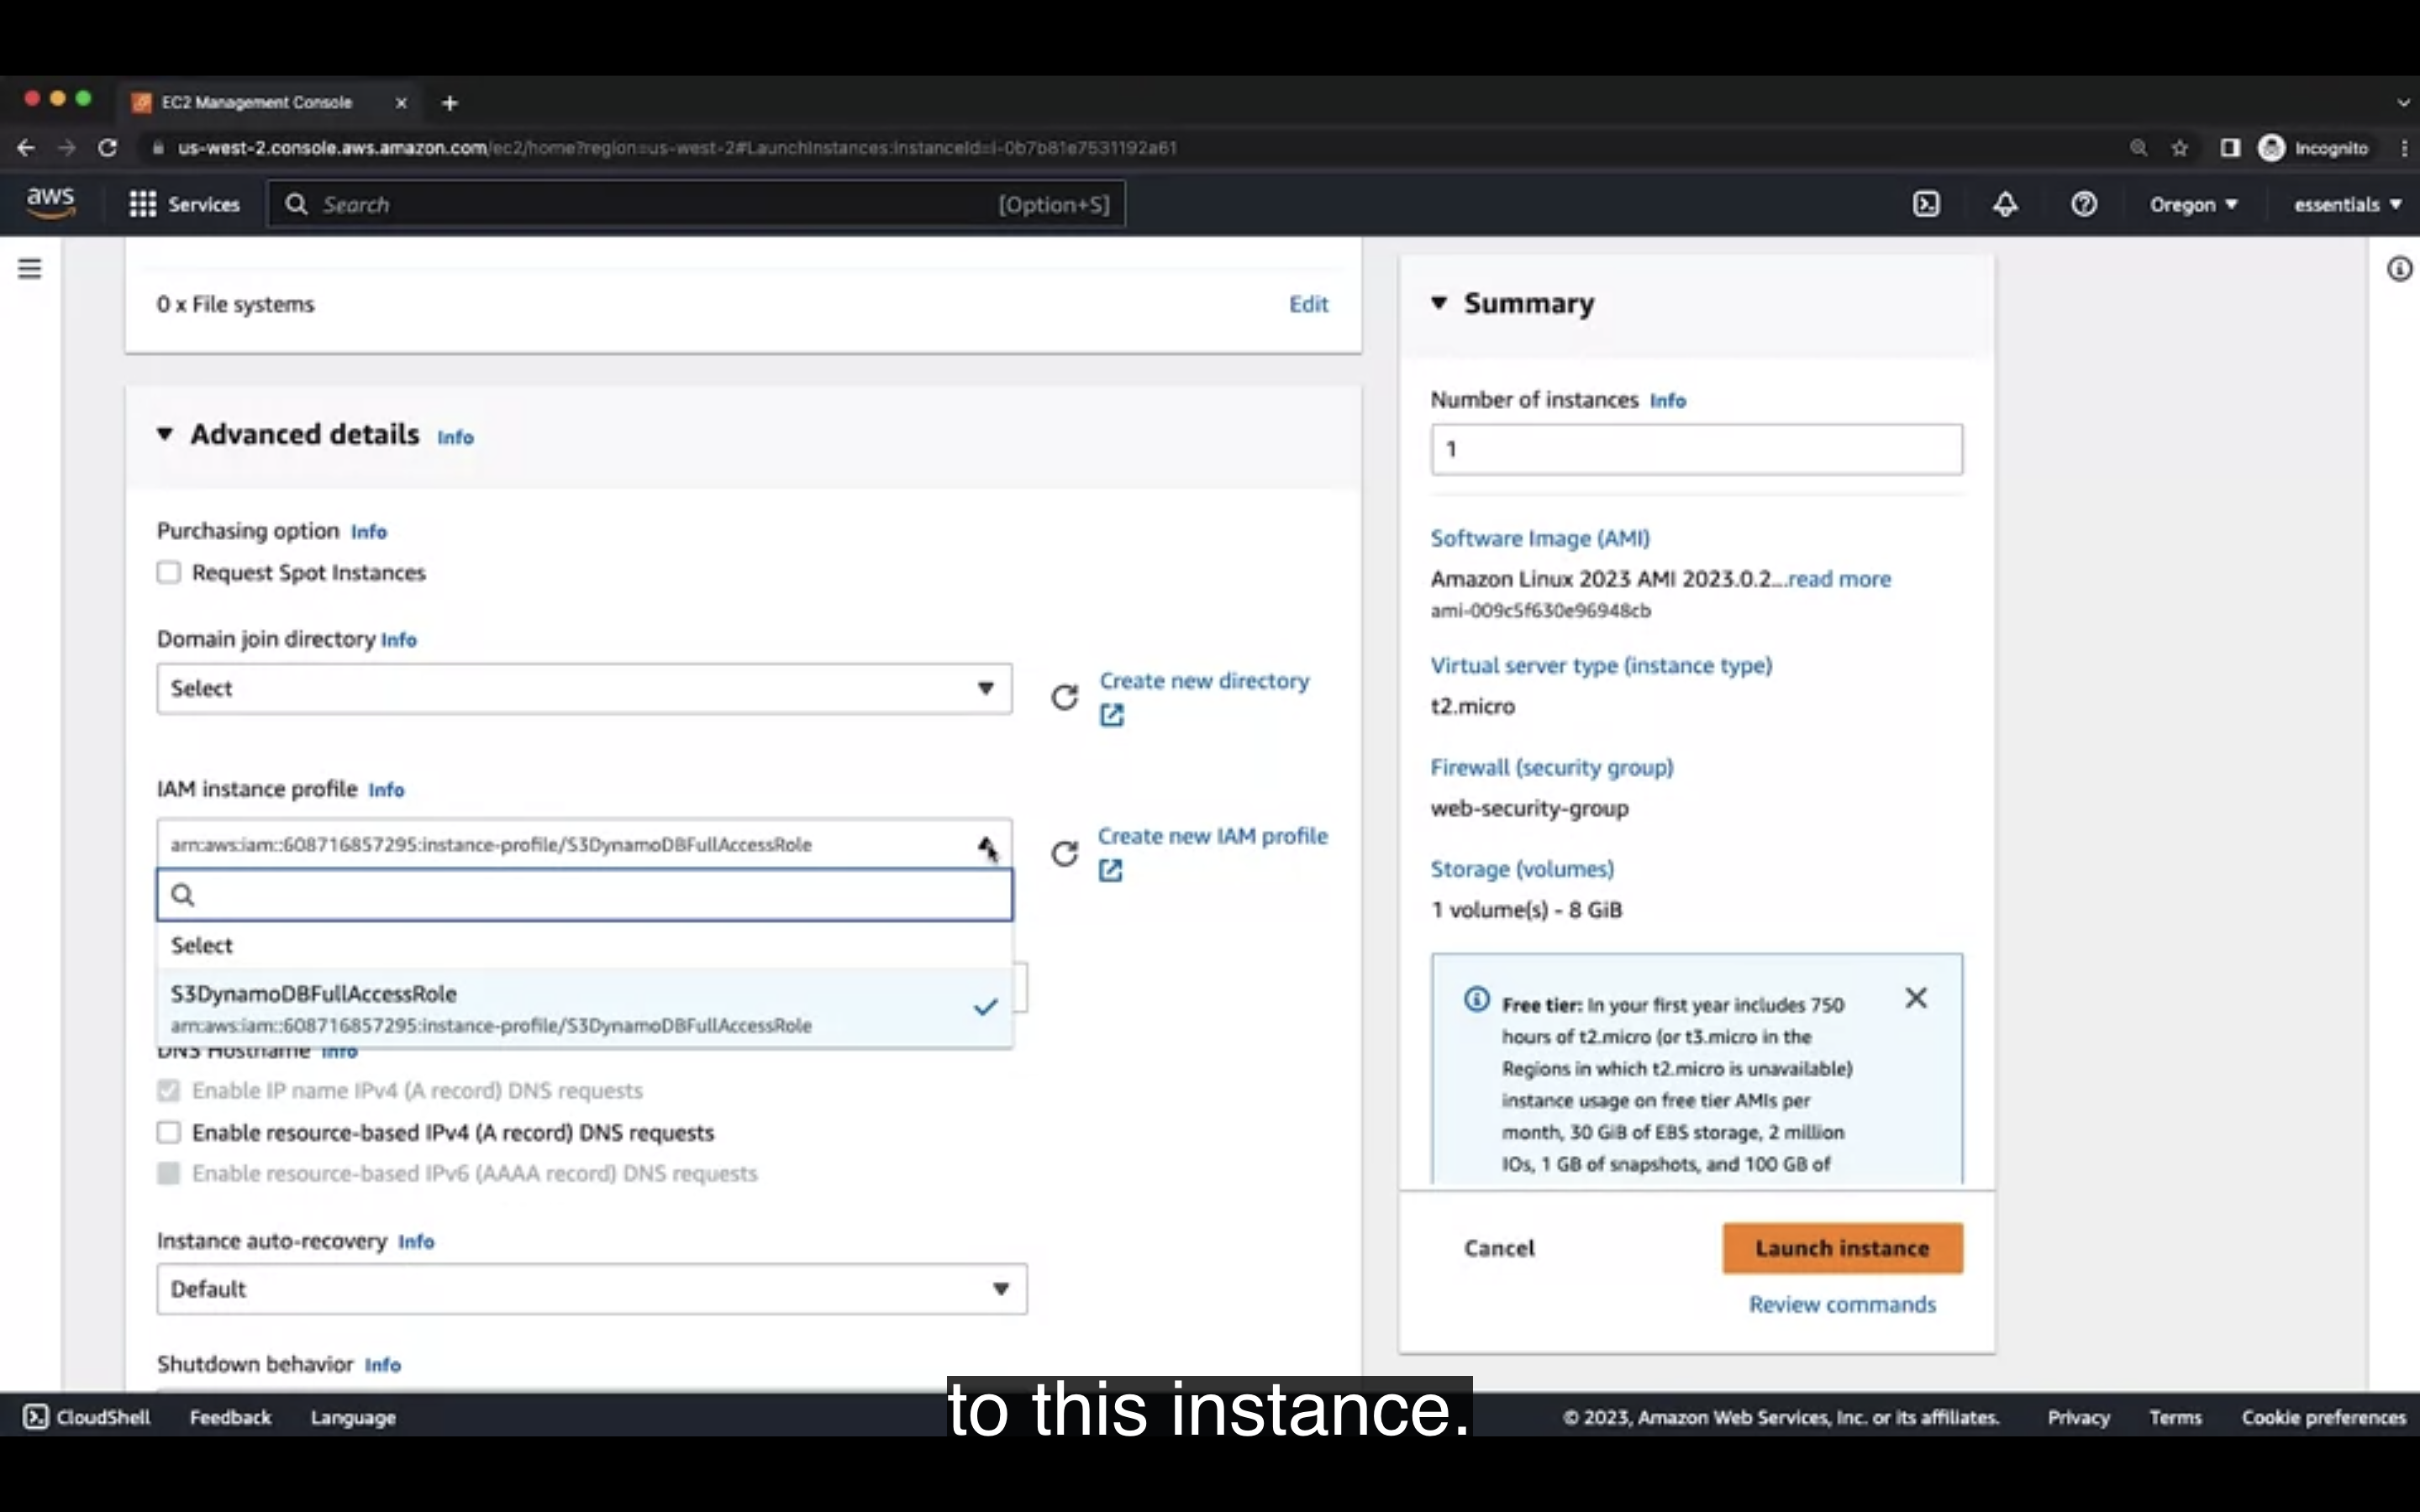 EC2 Management Console
us-west-2.console.aws.amazon.com/ec2/home?region=us-west-2#LaunchInstances:instanceId=i-0b7b81e7531192a61
Incognito
aws
Services
Search
[Option+S]
Oregon
essentials
0 x File systems
Edit
Advanced details Info
Purchasing option Info
Request Spot Instances
Domain join directory Info
Select
Create new directory
IAM instance profile Info
arn:aws:iam::608716857295:instance-profile/S3DynamoDBFullAccessRole
Create new IAM profile
Select
S3DynamoDBFullAccessRole
arn:aws:iam::608716857295:instance-profile/S3DynamoDBFullAccessRole
DNS Hostname Info
Enable IP name IPv4 (A record) DNS requests
Enable resource-based IPv4 (A record) DNS requests
Enable resource-based IPv6 (AAAA record) DNS requests
Instance auto-recovery Info
Default
Shutdown behavior Info
Summary
Number of instances Info
1
Software Image (AMI)
Amazon Linux 2023 AMI 2023.0.2...read more
ami-009c5f630e96948cb
Virtual server type (instance type)
t2.micro
Firewall (security group)
web-security-group
Storage (volumes)
1 volume(s) - 8 GiB
Free tier: In your first year includes 750
hours of t2.micro (or t3.micro in the
Regions in which t2.micro is unavailable)
instance usage on free tier AMIs per
month, 30 GiB of EBS storage, 2 million
IOs, 1 GB of snapshots, and 100 GB of
Cancel
Launch instance
Review commands
CloudShell
Feedback
Language
to this instance.
© 2023, Amazon Web Services, Inc. or its affiliates.
Privacy
Terms
Cookie preferences